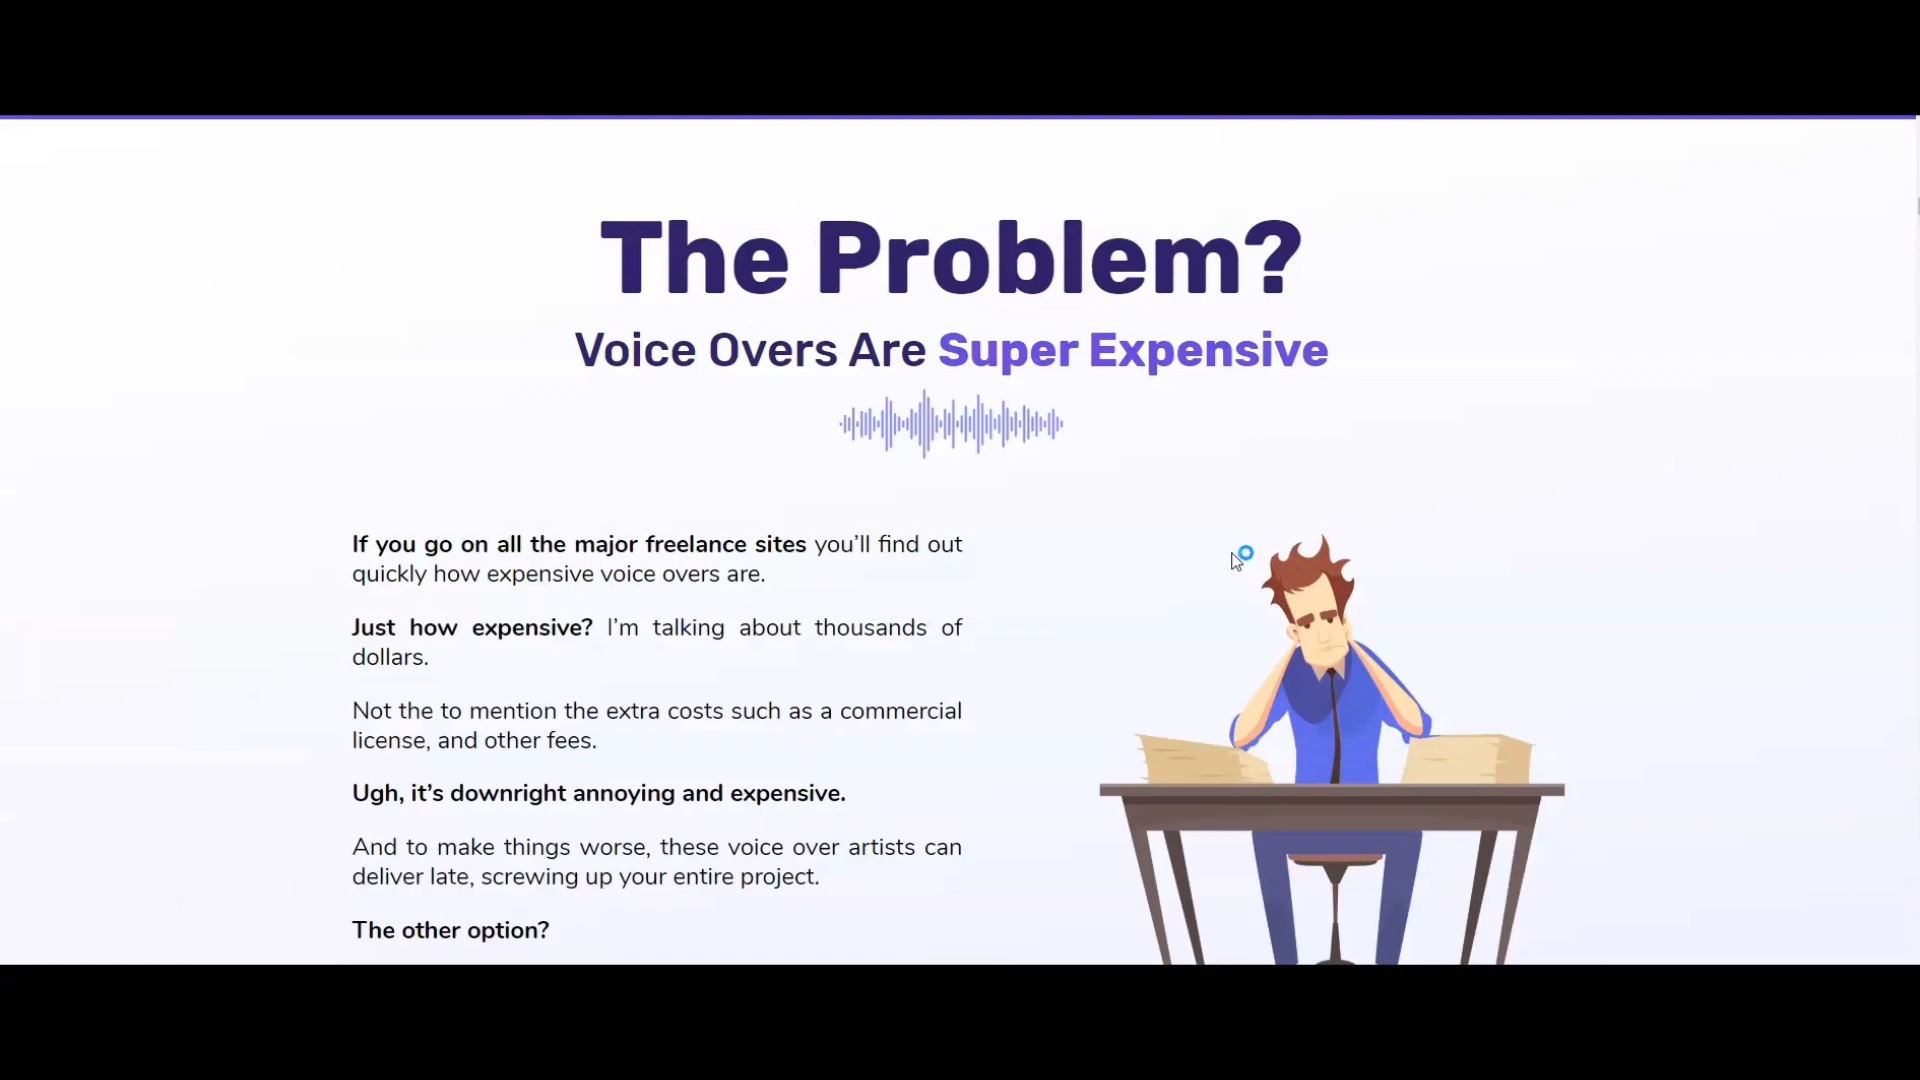 The Problem?
Voice Overs Are Super Expensive
If you go on all the major freelance sites you'll find out
quickly how expensive voice overs are.
Just how expensive? I'm talking about thousands of
dollars.
Not the to mention the extra costs such as a commercial
license, and other fees.
Ugh, it's downright annoying and expensive.
And to make things worse, these voice over artists can
deliver late, screwing up your entire project.
The other option?